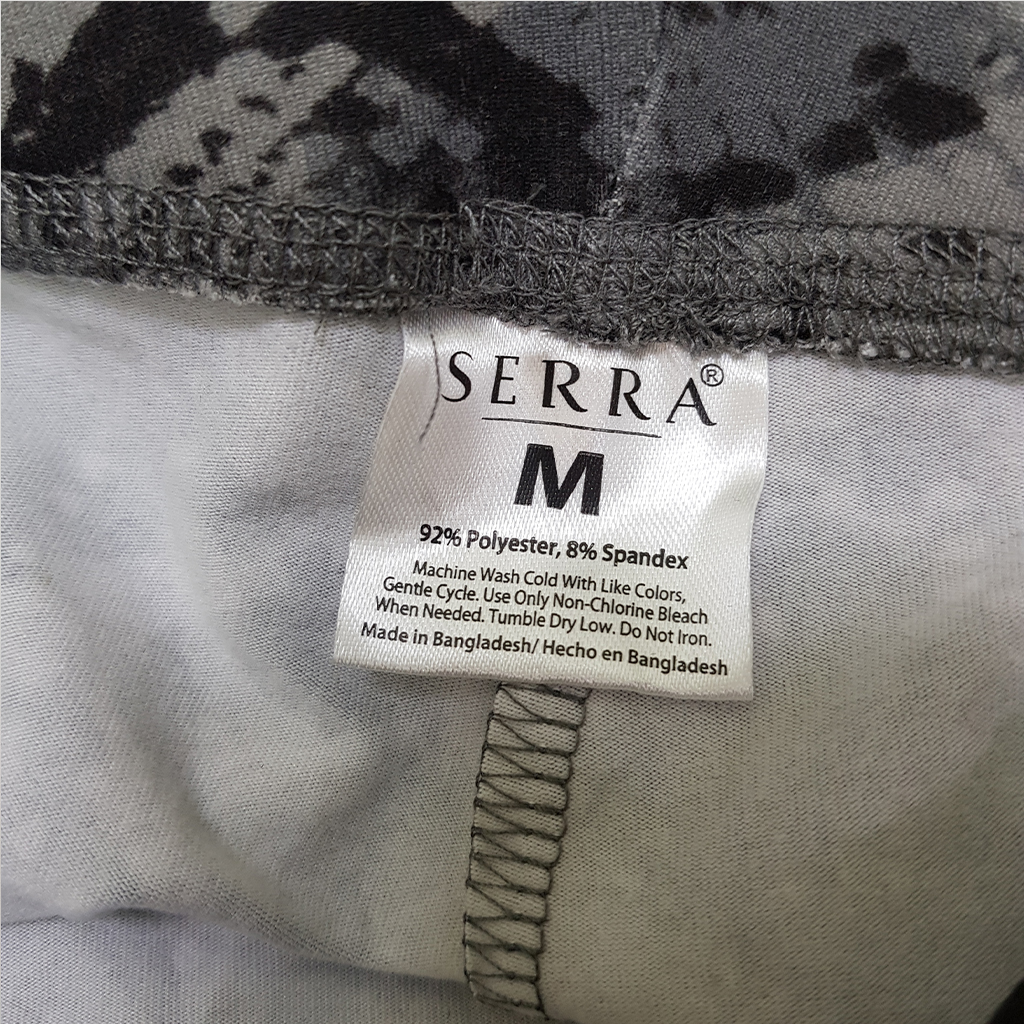 SERRA®
M
92% Polyester, 8% Spandex
Machine Wash Cold With Like Colors,
Gentle Cycle. Use Only Non-Chlorine Bleach
When Needed. Tumble Dry Low. Do Not Iron.
Made in Bangladesh/ Hecho en Bangladesh